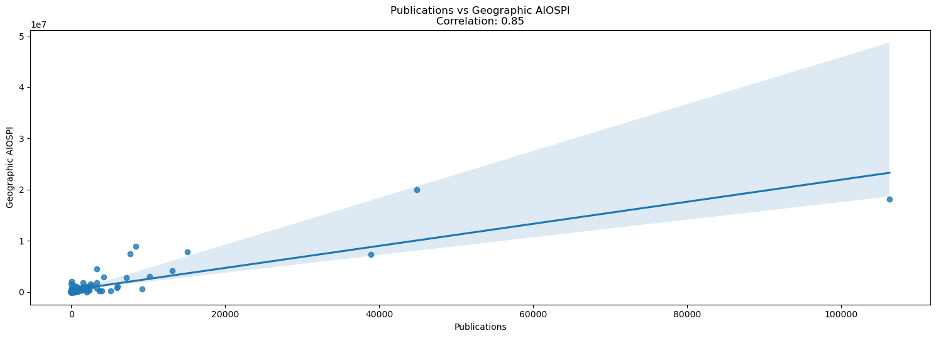 Publications vs Geographic AIOSPI
Correlation: 0.85
1e7
5
4
3
2
1
0
Geographic AIOSPI
0
20000
40000
60000
80000
100000
Publications